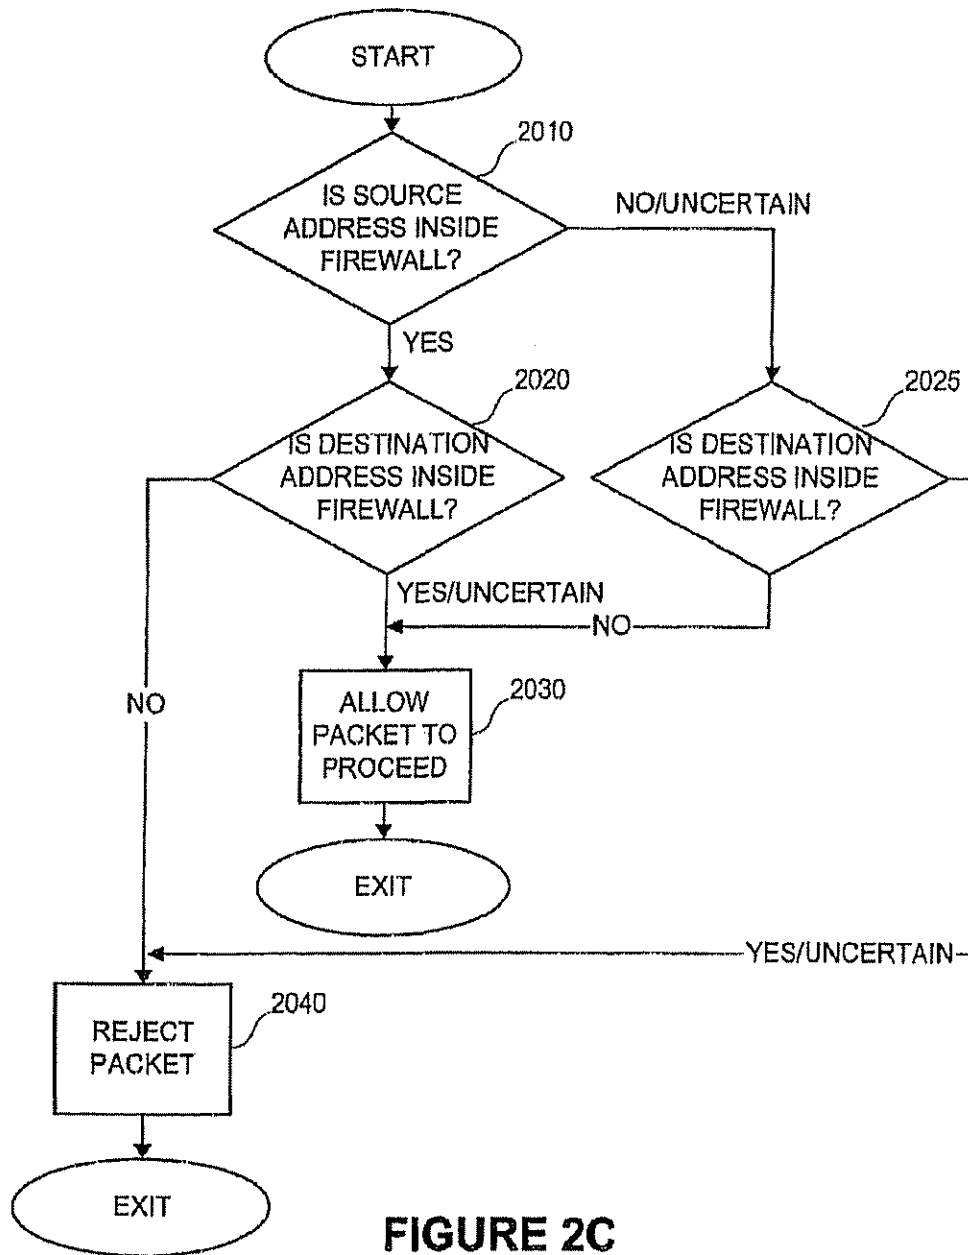 START
2010
IS SOURCE
ADDRESS INSIDE
FIREWALL?
NO/UNCERTAIN
YES
2020
IS DESTINATION
ADDRESS INSIDE
FIREWALL?
2025
IS DESTINATION
ADDRESS INSIDE
FIREWALL?
YES/UNCERTAIN
NO
NO
2030
ALLOW
PACKET TO
PROCEED
EXIT
YES/UNCERTAIN
2040
REJECT
PACKET
EXIT
FIGURE 2C